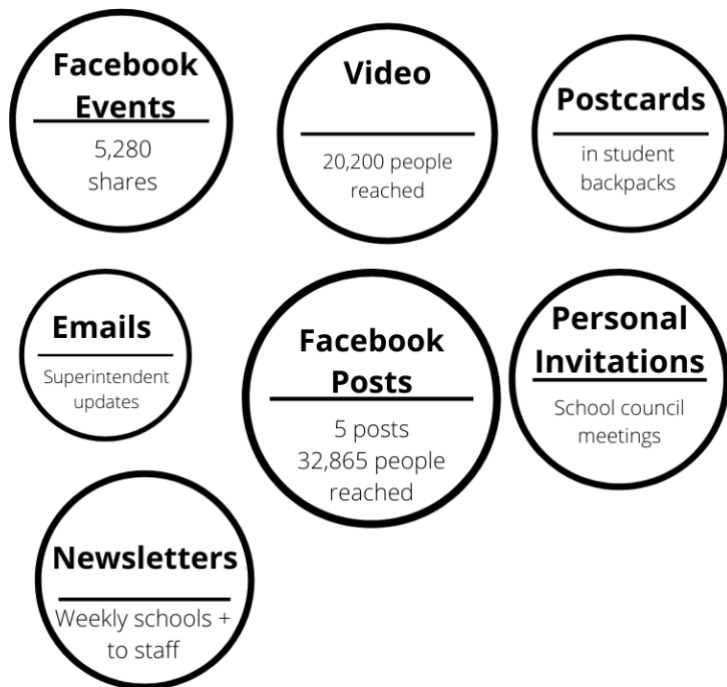 Facebook
Events
5,280
shares
Video
20,200 people
reached
Postcards
in student
backpacks
Emails
Superintendent
updates
Facebook
Posts
5 posts
32,865 people
reached
Personal
Invitations
School council
meetings
Newsletters
Weekly schools +
to staff